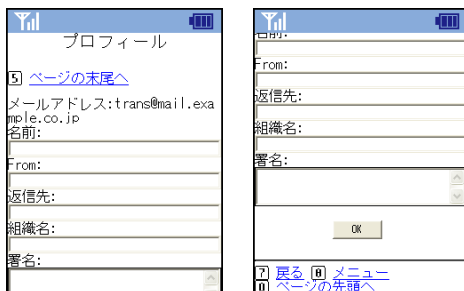 プロフィール
5 ページの末尾へ
メールアドレス:trans@mail.exa
mple.co.jp
名前:
From:
返信先:
組織名:
署名:
名前:
From:
返信先:
組織名:
署名:
OK
7 戻る 8 メニュー
0 ページの先頭へ